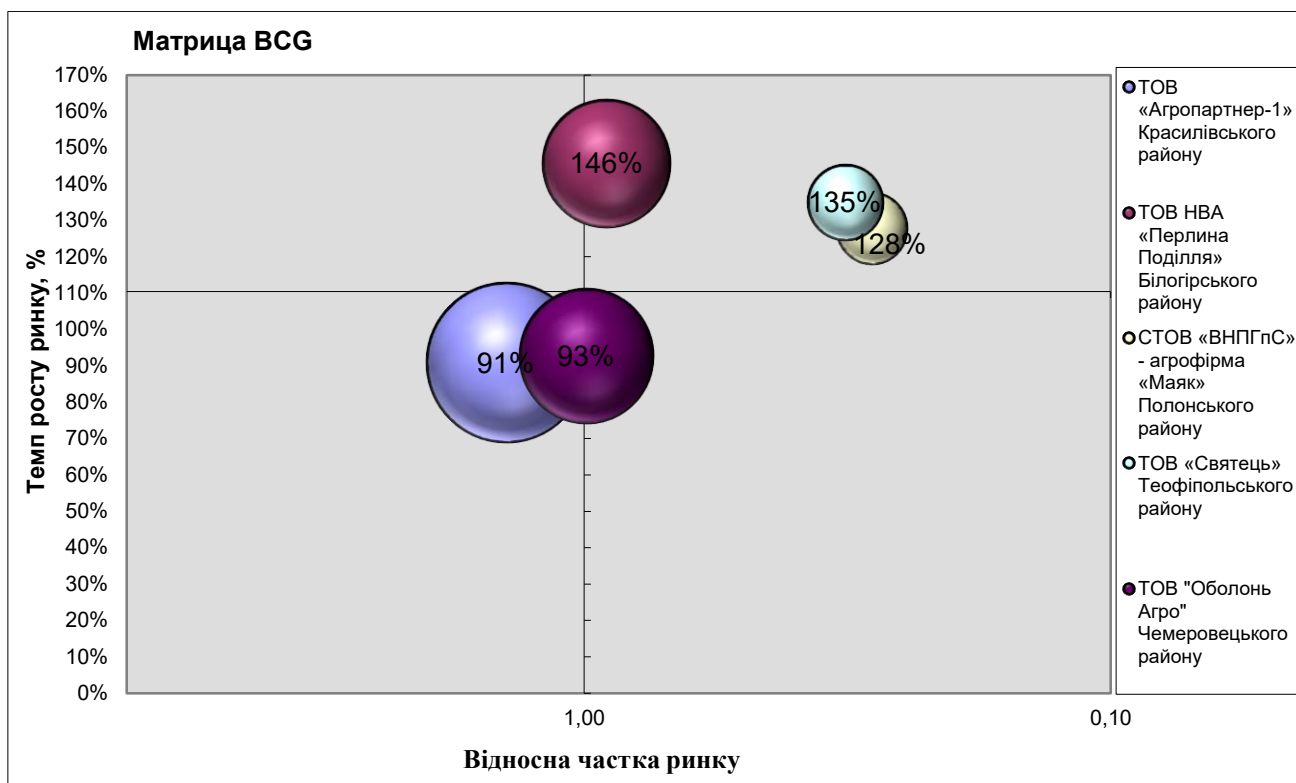 Матрица BCG
Темп росту ринку, %
170%
160%
150%
140%
130%
120%
110%
100%
90%
80%
70%
60%
50%
40%
30%
20%
10%
0%
146%
135%
128%
91%
93%
1,00
0,10
Відносна частка ринку
ТОВ
«Агропартнер-1»
Красилівського
району
ТОВ НВА
«Перлина
Поділля»
Білогірського
району
СТОВ «ВНПГпС»
- агрофірма
«Маяк»
Полонського
району
ТОВ «Святець»
Теофіпольського
району
ТОВ "Оболонь
Агро"
Чемеровецького
району